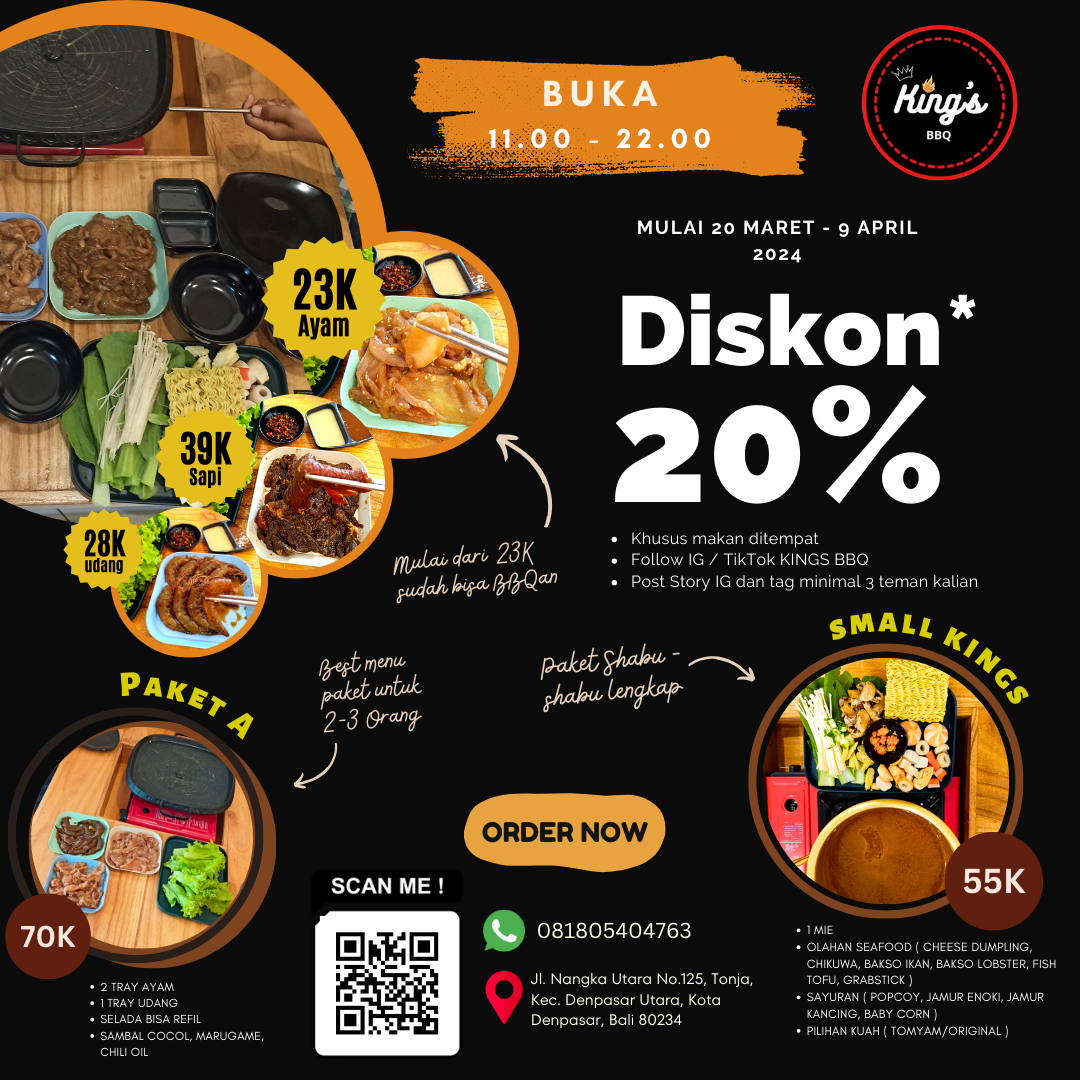 BUKA
11.00 - 22.00
King's
BBQ
MULAI 20 MARET - 9 APRIL
2024
Diskon*
20%
• Khusus makan ditempat
• Follow IG / TikTok KINGS BBQ
• Post Story IG dan tag minimal 3 teman kalian
23K
Ayam
39K
Sapi
28K
udang
Mulai dari 23K
sudah bisa BBQan
Best menu
paket untuk
2-3 Orang
Paket Shabu -
shabu lengkap
PAKET A
70K
• 2 TRAY AYAM
• 1 TRAY UDANG
• SELADA BISA REFIL
• SAMBAL COCOL, MARUGAME,
CHILI OIL
SMALL KINGS
55K
• 1 MIE
• OLAHAN SEAFOOD ( CHEESE DUMPLING,
CHIKUWA, BAKSO IKAN, BAKSO LOBSTER, FISH
TOFU, GRABSTICK )
• SAYURAN ( POPCOY, JAMUR ENOKI, JAMUR
KANCING, BABY CORN )
• PILIHAN KUAH ( TOMYAM/ORIGINAL )
ORDER NOW
SCAN ME !
081805404763
Jl. Nangka Utara No.125, Tonja,
Kec. Denpasar Utara, Kota
Denpasar, Bali 80234